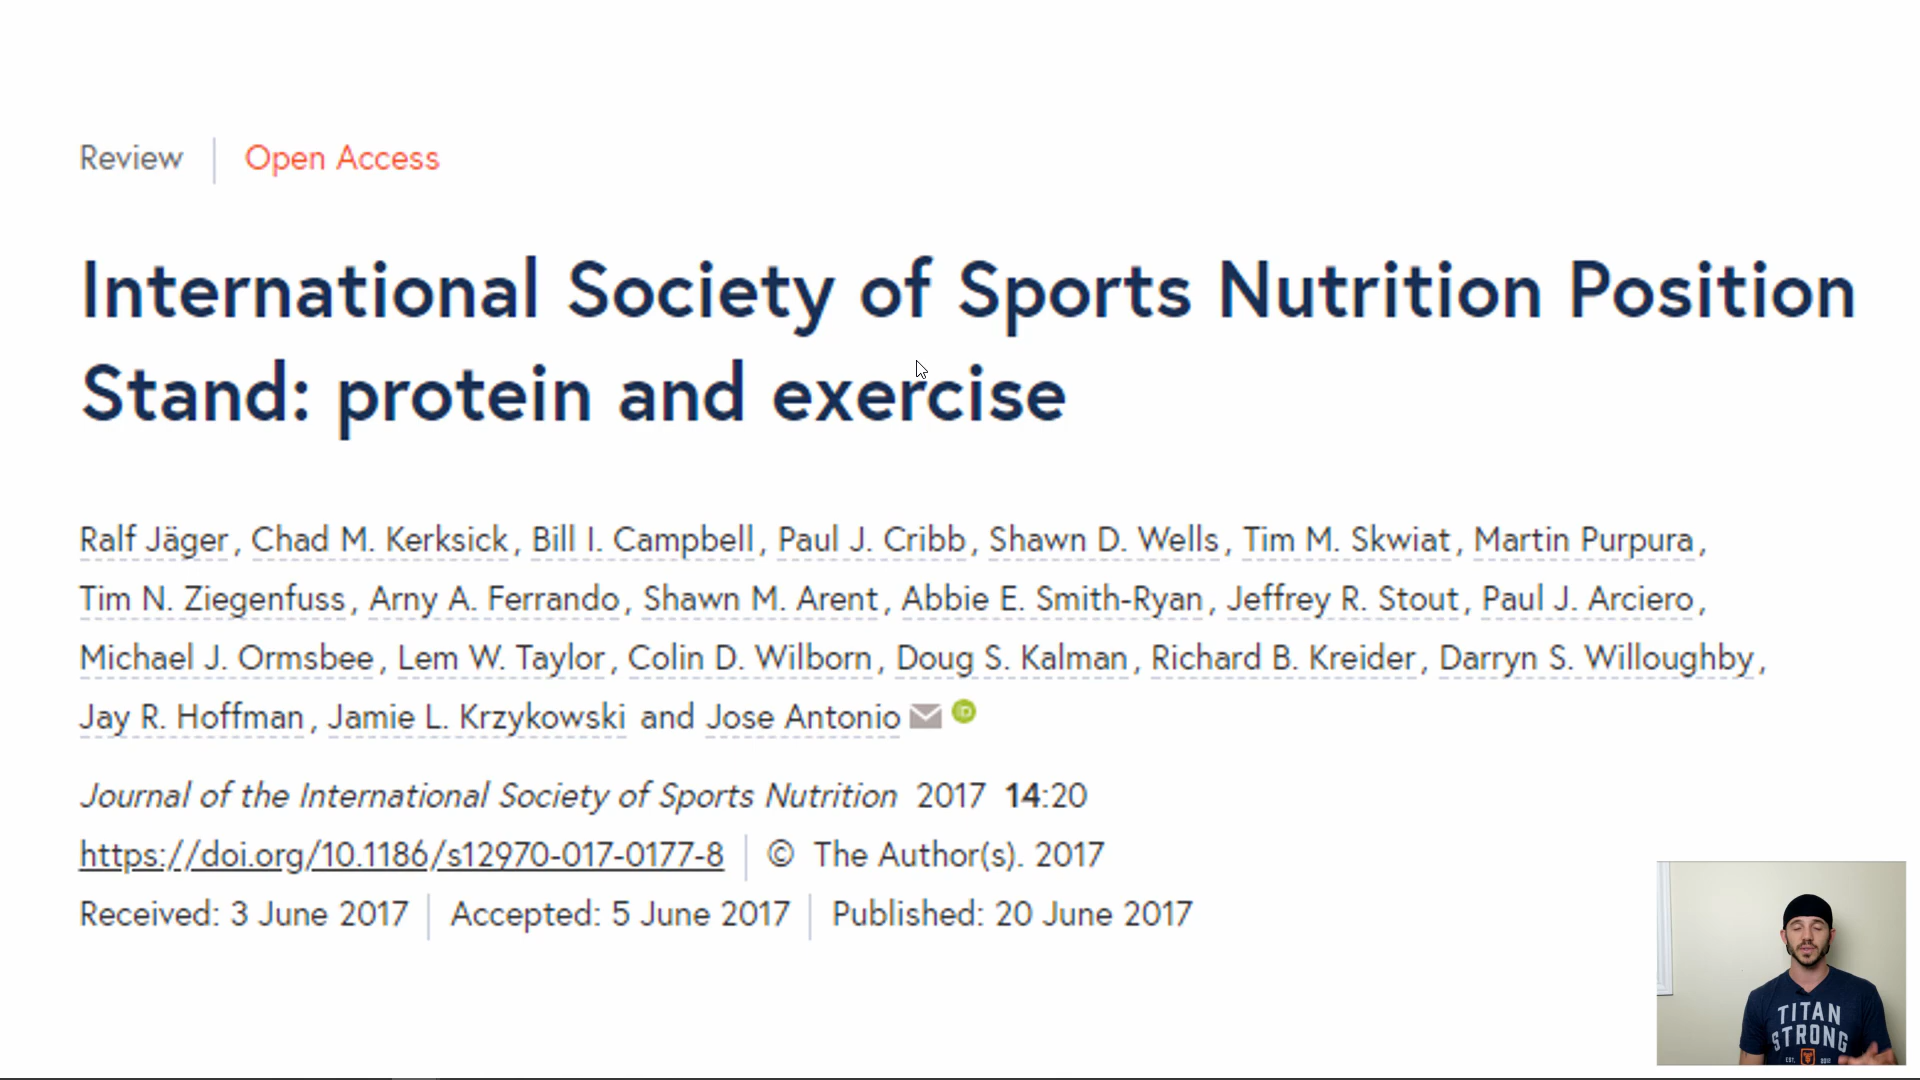 Review | Open Access
International Society of Sports Nutrition Position
Stand: protein and exercise
Ralf Jäger, Chad M. Kerksick, Bill I. Campbell, Paul J. Cribb, Shawn D. Wells, Tim M. Skwiat, Martin Purpura,
Tim N. Ziegenfuss, Arny A. Ferrando, Shawn M. Arent, Abbie E. Smith-Ryan, Jeffrey R. Stout, Paul J. Arciero,
Michael J. Ormsbee, Lem W. Taylor, Colin D. Wilborn, Doug S. Kalman, Richard B. Kreider, Darryn S. Willoughby,
Jay R. Hoffman, Jamie L. Krzykowski and Jose Antonio iD
Journal of the International Society of Sports Nutrition 2017 14:20
https://doi.org/10.1186/s12970-017-0177-8 | © The Author(s). 2017
Received: 3 June 2017 | Accepted: 5 June 2017 | Published: 20 June 2017
TITAN
STRONG
EST.